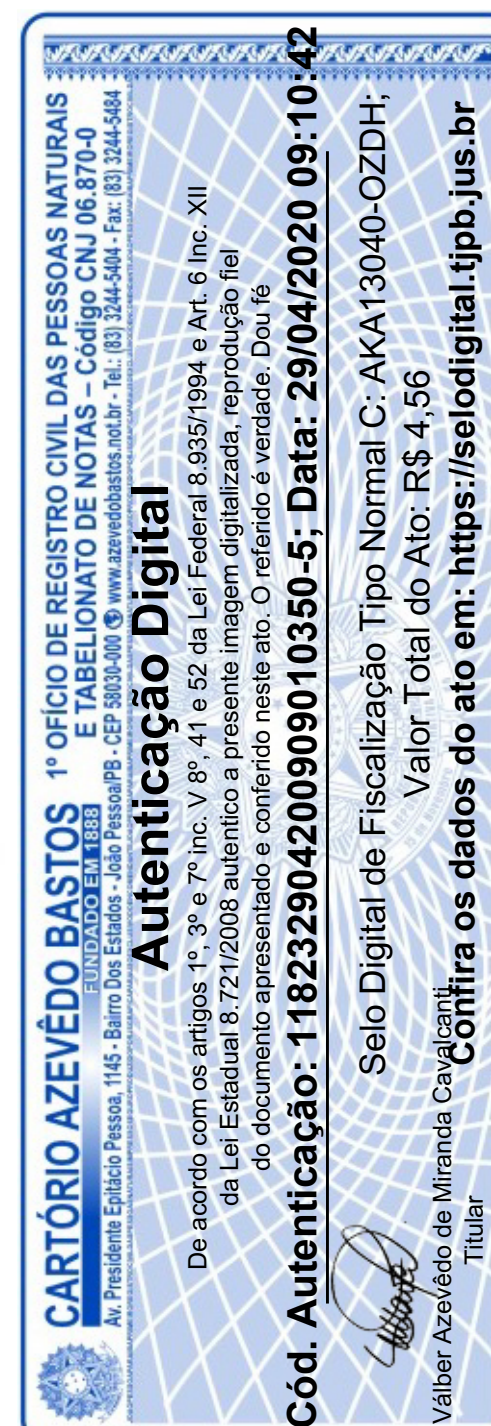 CARTÓRIO AZEVÊDO BASTOS
FUNDADO EM 1888
1º OFÍCIO DE REGISTRO CIVIL DAS PESSOAS NATURAIS
E TABELIONATO DE NOTAS – Código CNJ 06.870-0
Av. Presidente Epitácio Pessoa, 1145 - Bairro Dos Estados - João Pessoa/PB - CEP 58030-000 www.azevedobastos.not.br - Tel.: (83) 3244-5404 - Fax: (83) 3244-5484
Autenticação Digital
De acordo com os artigos 1º, 3º e 7º inc. V 8º, 41 e 52 da Lei Federal 8.935/1994 e Art. 6 Inc. XII
da Lei Estadual 8.721/2008 autentico a presente imagem digitalizada, reprodução fiel
do documento apresentado e conferido neste ato. O referido é verdade. Dou fé
Cód. Autenticação: 118232904200909010350-5; Data: 29/04/2020 09:10:42
Selo Digital de Fiscalização Tipo Normal C: AKA13040-OZDH;
Valor Total do Ato: R$ 4,56
Válber Azevêdo de Miranda Cavalcanti
Titular
Confira os dados do ato em: https://selodigital.tjpb.jus.br